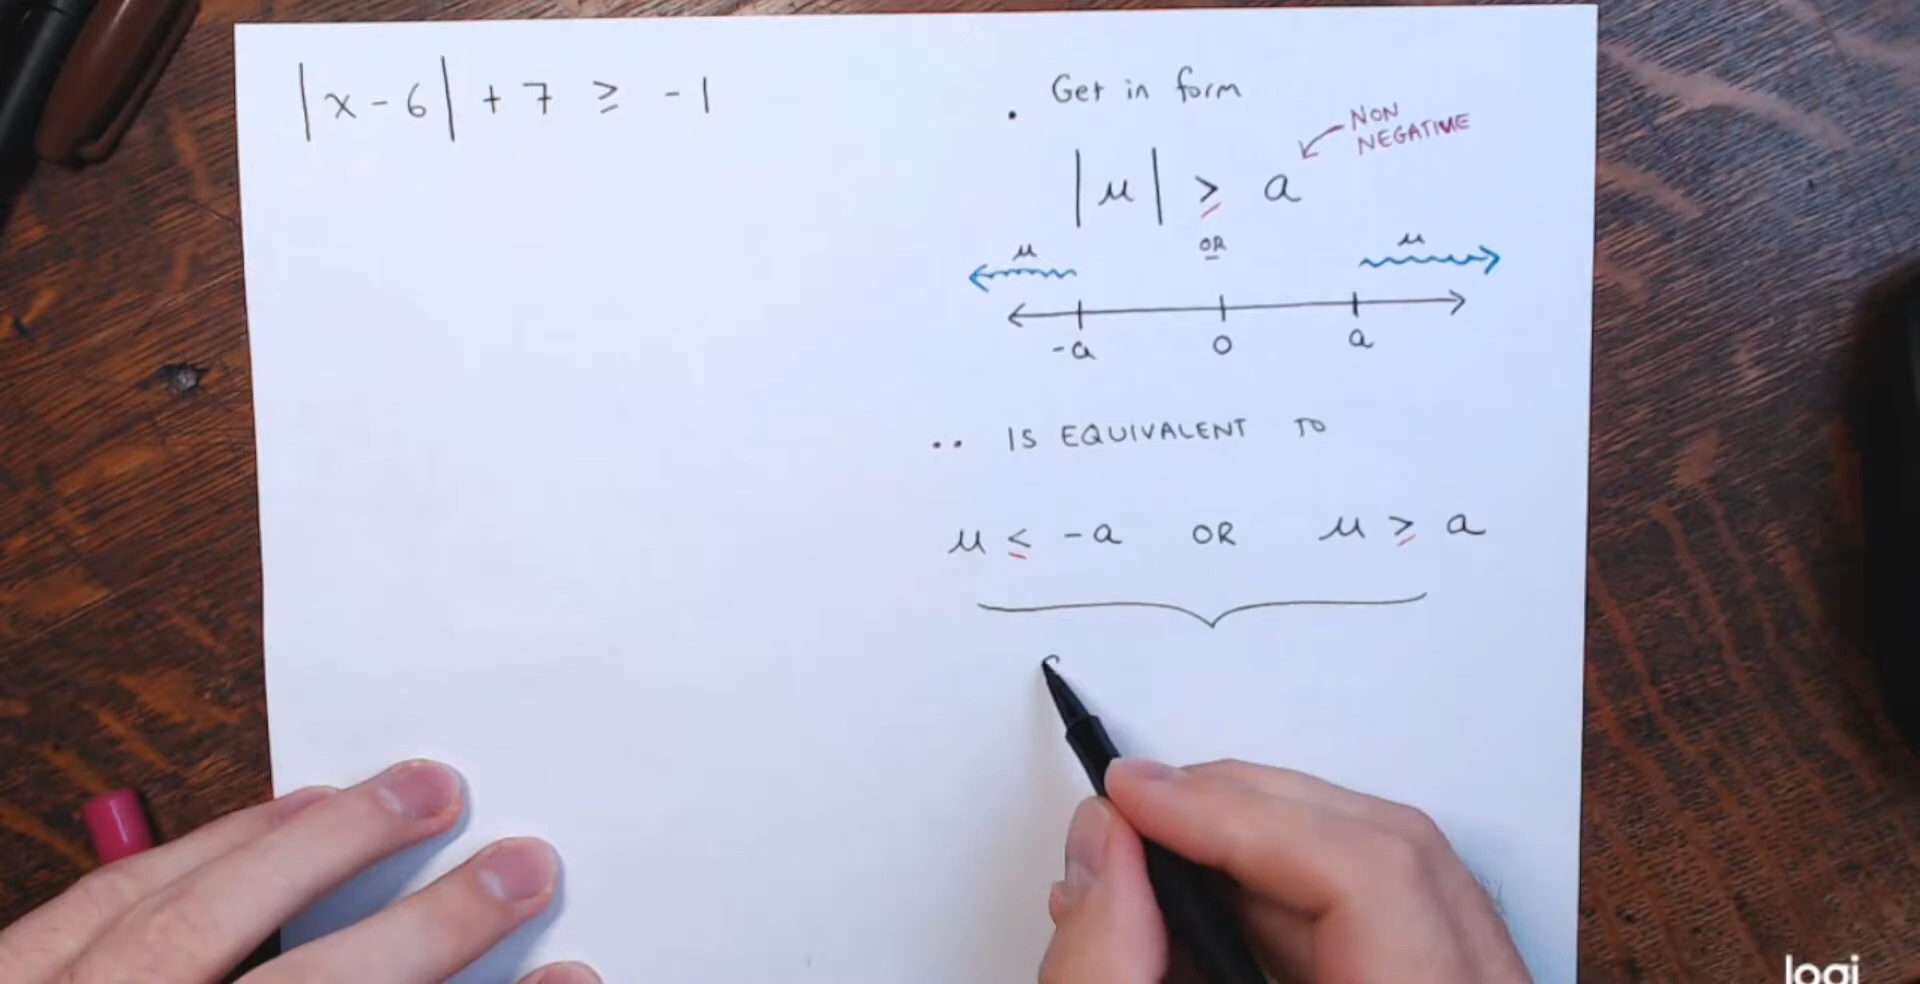 |x - 6| + 7 ≥ -1
. Get in form
NON
NEGATIVE
|u| ≥ a
OR
u
u
-a 0 a
.. IS EQUIVALENT TO
u ≤ -a OR u ≥ a
logi